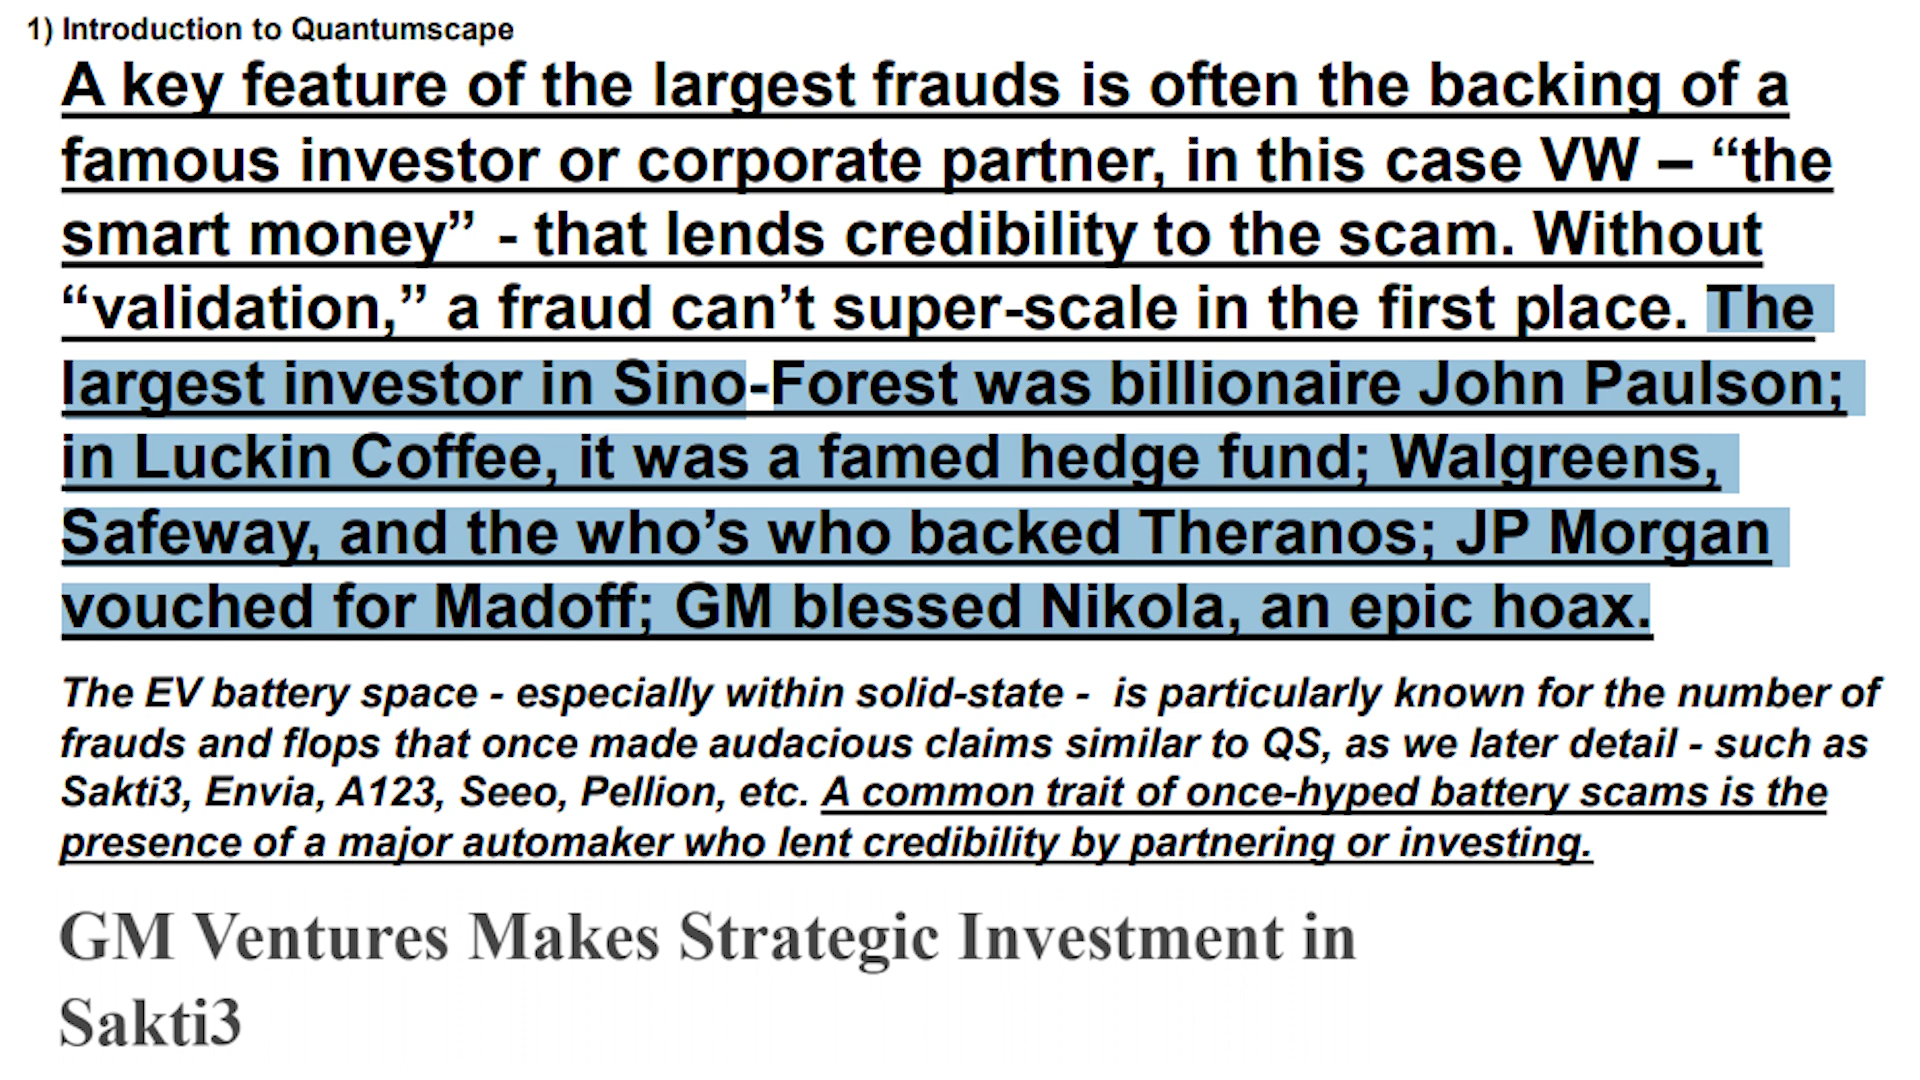 1) Introduction to Quantumscape
A key feature of the largest frauds is often the backing of a
famous investor or corporate partner, in this case VW – “the
smart money” - that lends credibility to the scam. Without
“validation,” a fraud can’t super-scale in the first place. The
largest investor in Sino-Forest was billionaire John Paulson;
in Luckin Coffee, it was a famed hedge fund; Walgreens,
Safeway, and the who’s who backed Theranos; JP Morgan
vouched for Madoff; GM blessed Nikola, an epic hoax.
The EV battery space - especially within solid-state -  is particularly known for the number of
frauds and flops that once made audacious claims similar to QS, as we later detail - such as
Sakti3, Envia, A123, Seeo, Pellion, etc. A common trait of once-hyped battery scams is the
presence of a major automaker who lent credibility by partnering or investing.
GM Ventures Makes Strategic Investment in
Sakti3